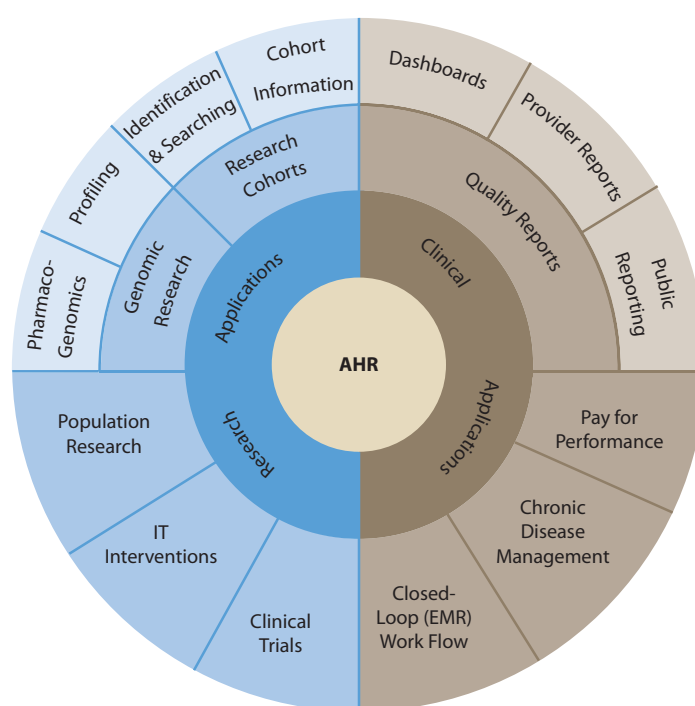 Cohort
Information
Identification
& Searching
Profiling
Pharmaco-
Genomics
Research
Cohorts
Genomic
Research
Dashboards
Provider Reports
Public
Reporting
Quality Reports
Research
Applications
Clinical
Applications
AHR
Population
Research
IT
Interventions
Clinical
Trials
Pay for
Performance
Chronic
Disease
Management
Closed-
Loop (EMR)
Work Flow